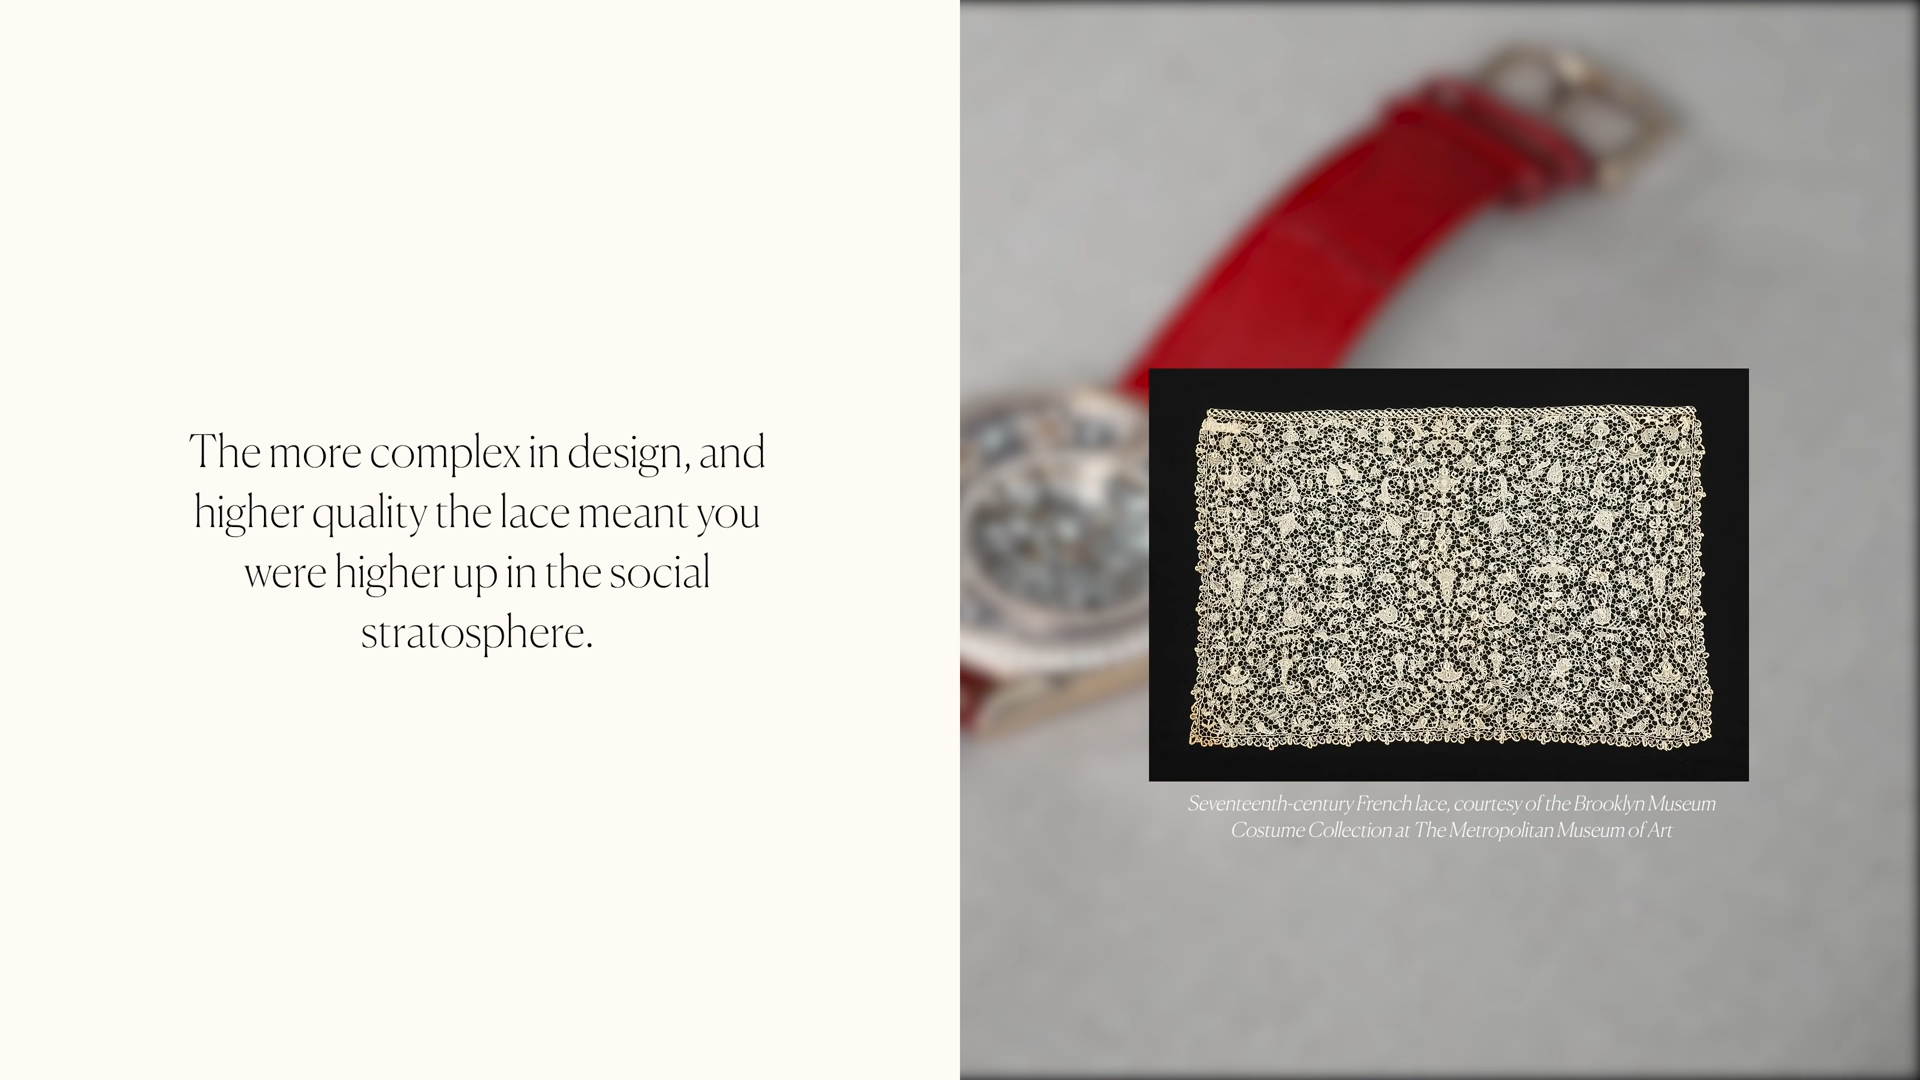 The more complex in design, and
higher quality the lace meant you
were higher up in the social
stratosphere.
Seventeenth-century French lace, courtesy of the Brooklyn Museum
Costume Collection at The Metropolitan Museum of Art